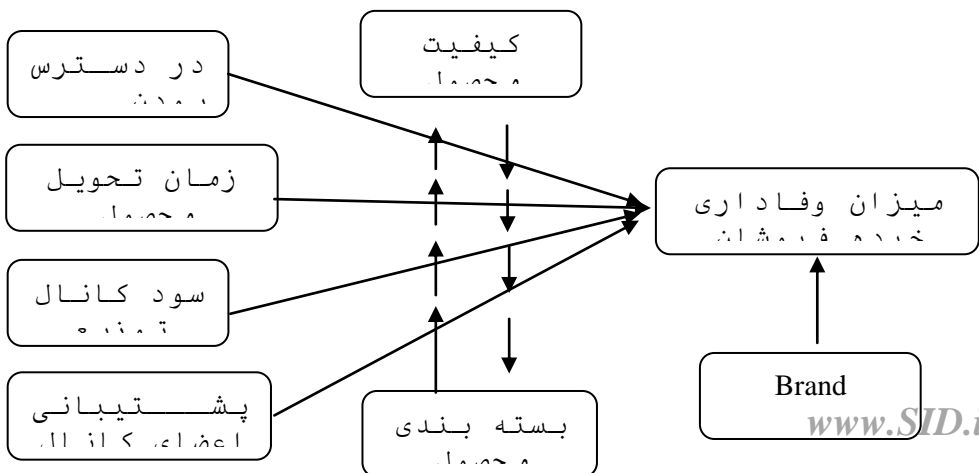 کیفیت
محصول
در دسترس
بودن
زمان تحویل
محصول
میزان وفاداری
خرده فروشان
سود کانال
توزیع
پشتیبانی
اعضای کانال
بسته بندی
محصول
Brand
www.SID.i